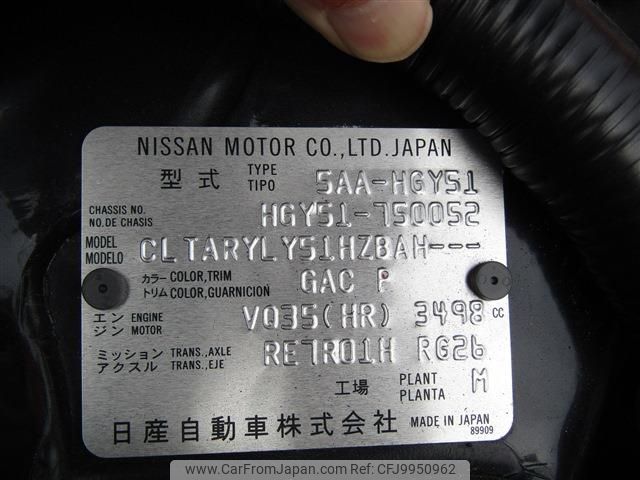 NISSAN MOTOR CO.,LTD.JAPAN
型式 TYPE TIPO 5AA-HGY51
CHASSIS NO. NO.DE CHASIS HGY51-750052
MODEL MODELO CLTARYLY51HZBAH---
カラー COLOR,TRIM トリム COLOR,GUARNICION GAC P
エンジン ENGINE MOTOR VQ35(HR) 3498 CC
ミッション TRANS.,AXLE アクスル TRANS.,EJE RE7R01H RG26
工場 PLANT PLANTA M
日産自動車株式会社 MADE IN JAPAN
89909
www.CarFromJapan.com - Car Ref:CFJ9950962